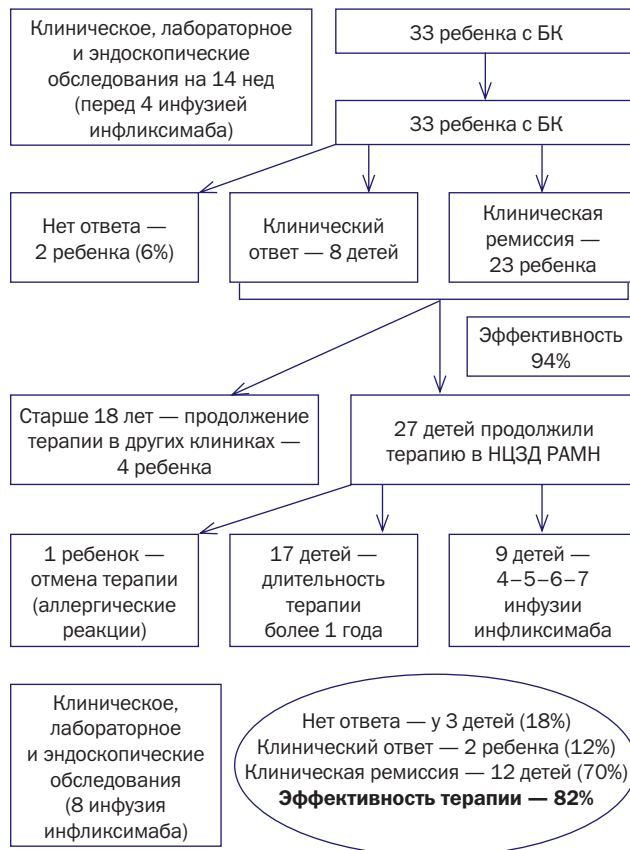 Клиническое,
лабораторное
и эндоскопические
обследования на 14 нед
(перед 4 инфузией
инфликсимаба)
33 ребенка с БК
33 ребенка с БК
Нет ответа —
2 ребенка (6%)
Клинический
ответ — 8 детей
Клиническая
ремиссия —
23 ребенка
Эффективность
94%
Старше 18 лет — продолжение
терапии в других клиниках —
4 ребенка
27 детей продолжили
терапию в НЦЗД РАМН
1 ребенок —
отмена терапии
(аллергические
реакции)
17 детей —
длительность
терапии
более 1 года
9 детей —
4–5–6–7
инфузии
инфликсимаба
Клиническое,
лабораторное
и эндоскопические
обследования
(8 инфузия
инфликсимаба)
Нет ответа — у 3 детей (18%)
Клинический ответ — 2 ребенка (12%)
Клиническая ремиссия — 12 детей (70%)
Эффективность терапии — 82%